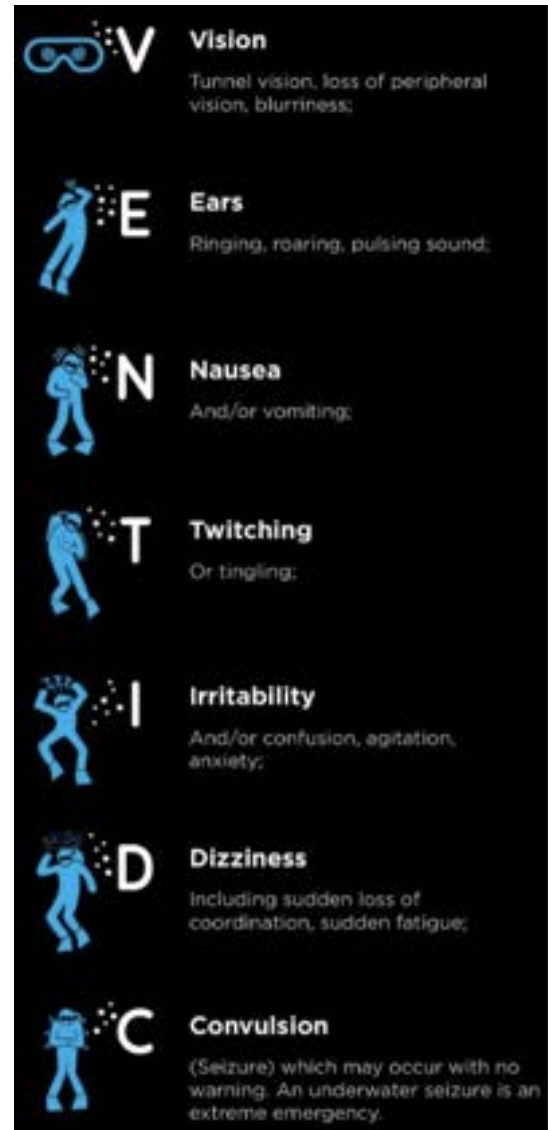 V Vision
Tunnel vision, loss of peripheral
vision, blurriness;
E Ears
Ringing, roaring, pulsing sound;
N Nausea
And/or vomiting;
T Twitching
Or tingling;
I Irritability
And/or confusion, agitation,
anxiety;
D Dizziness
Including sudden loss of
coordination, sudden fatigue;
C Convulsion
(Seizure) which may occur with no
warning. An underwater seizure is an
extreme emergency.